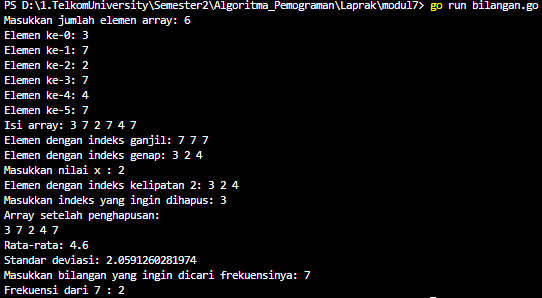 PS D:\1.TelkomUniversity\Semester2\Algoritma_Pemograman\Laprak\modul7> go run bilangan.go
Masukkan jumlah elemen array: 6
Elemen ke-0: 3
Elemen ke-1: 7
Elemen ke-2: 2
Elemen ke-3: 7
Elemen ke-4: 4
Elemen ke-5: 7
Isi array: 3 7 2 7 4 7
Elemen dengan indeks ganjil: 7 7 7
Elemen dengan indeks genap: 3 2 4
Masukkan nilai x : 2
Elemen dengan indeks kelipatan 2: 3 2 4
Masukkan indeks yang ingin dihapus: 3
Array setelah penghapusan:
3 7 2 4 7
Rata-rata: 4.6
Standar deviasi: 2.0591260281974
Masukkan bilangan yang ingin dicari frekuensinya: 7
Frekuensi dari 7 : 2